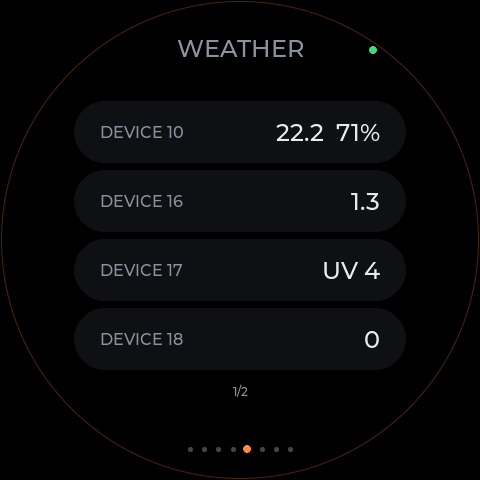 WEATHER
DEVICE 10 22.2 71%
DEVICE 16 1.3
DEVICE 17 UV 4
DEVICE 18 0
1/2